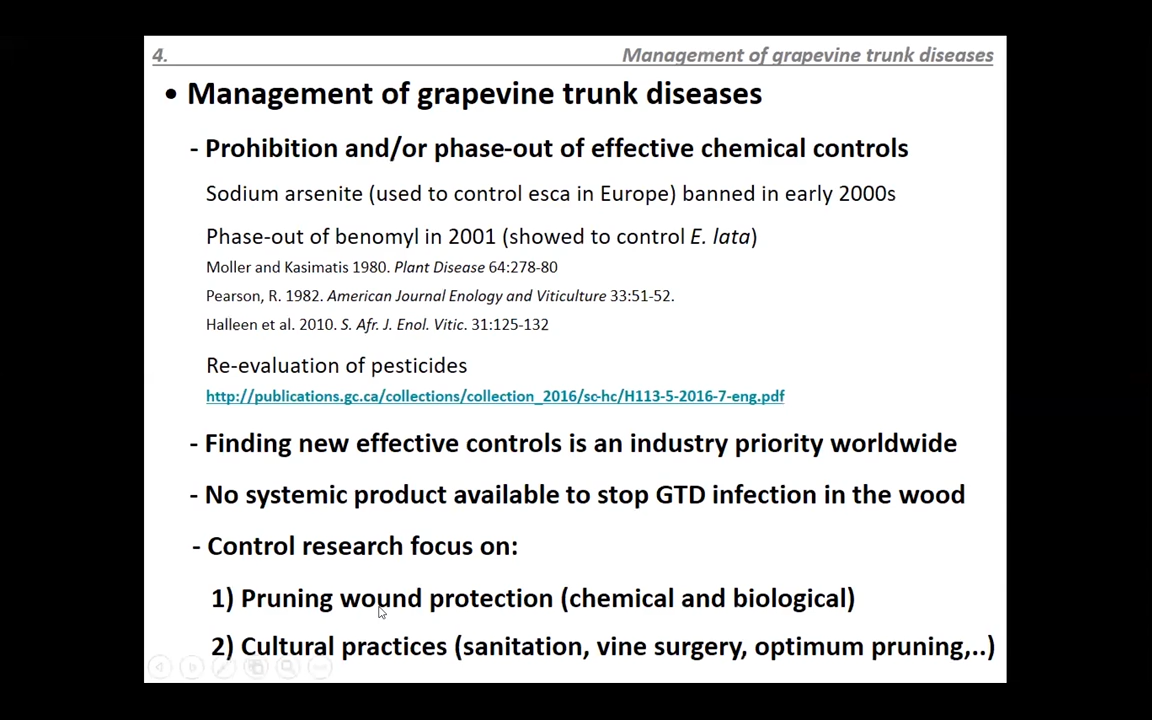 4. Management of grapevine trunk diseases
• Management of grapevine trunk diseases
- Prohibition and/or phase-out of effective chemical controls
Sodium arsenite (used to control esca in Europe) banned in early 2000s
Phase-out of benomyl in 2001 (showed to control E. lata)
Moller and Kasimatis 1980. Plant Disease 64:278-80
Pearson, R. 1982. American Journal Enology and Viticulture 33:51-52.
Halleen et al. 2010. S. Afr. J. Enol. Vitic. 31:125-132
Re-evaluation of pesticides
http://publications.gc.ca/collections/collection_2016/sc-hc/H113-5-2016-7-eng.pdf
- Finding new effective controls is an industry priority worldwide
- No systemic product available to stop GTD infection in the wood
- Control research focus on:
1) Pruning wound protection (chemical and biological)
2) Cultural practices (sanitation, vine surgery, optimum pruning,..)